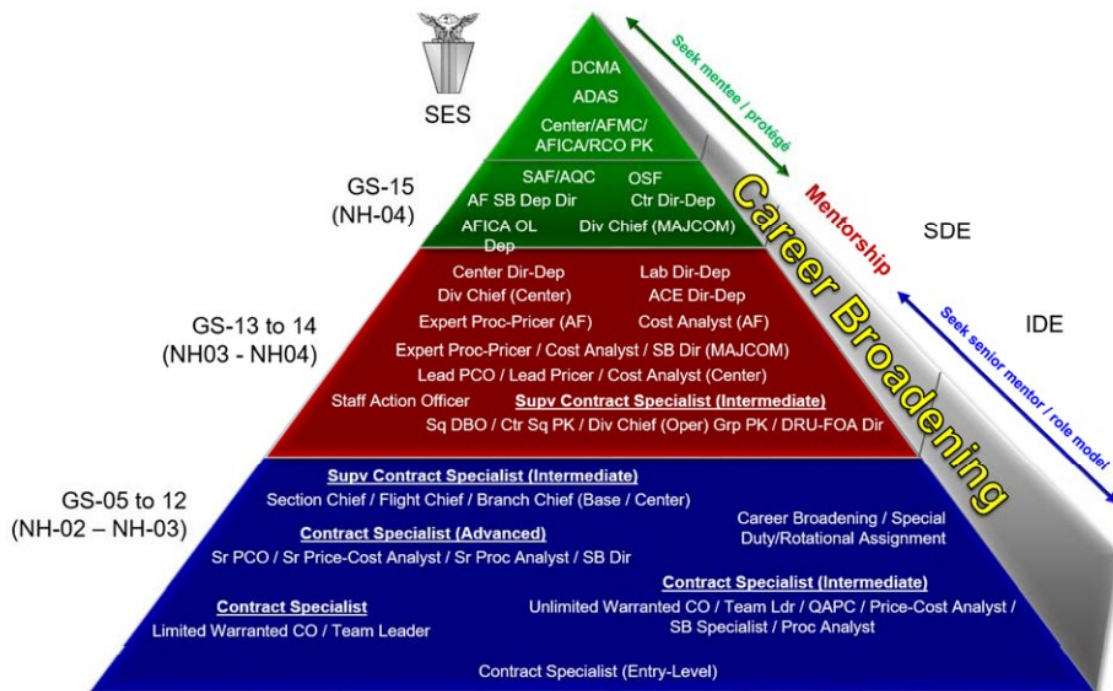 SES
DCMA
ADAS
Center/AFMC/
AFICA/RCO PK
GS-15
(NH-04)
SAF/AQC OSF
AF SB Dep Dir Ctr Dir-Dep
AFICA OL Div Chief (MAJCOM)
Dep
GS-13 to 14
(NH03 - NH04)
Center Dir-Dep Lab Dir-Dep
Div Chief (Center) ACE Dir-Dep
Expert Proc-Pricer (AF) Cost Analyst (AF)
Expert Proc-Pricer / Cost Analyst / SB Dir (MAJCOM)
Lead PCO / Lead Pricer / Cost Analyst (Center)
Staff Action Officer Supv Contract Specialist (Intermediate)
Sq DBO / Ctr Sq PK / Div Chief (Oper) Grp PK / DRU-FOA Dir
GS-05 to 12
(NH-02 – NH-03)
Supv Contract Specialist (Intermediate)
Section Chief / Flight Chief / Branch Chief (Base / Center)
Contract Specialist (Advanced)
Sr PCO / Sr Price-Cost Analyst / Sr Proc Analyst / SB Dir
Career Broadening / Special
Duty/Rotational Assignment
Contract Specialist
Limited Warranted CO / Team Leader
Contract Specialist (Intermediate)
Unlimited Warranted CO / Team Ldr / QAPC / Price-Cost Analyst /
SB Specialist / Proc Analyst
Contract Specialist (Entry-Level)
Career Broadening
Seek mentee / protégé
Mentorship
Seek senior mentor / role model
SDE
IDE